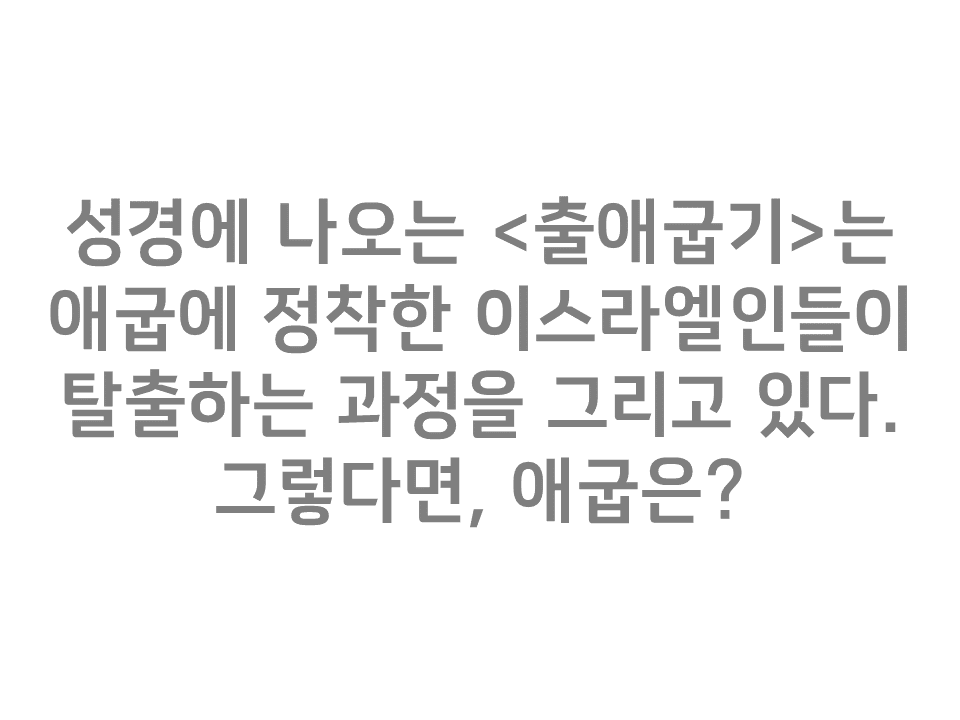 성경에 나오는 <출애굽기>는
애굽에 정착한 이스라엘인들이
탈출하는 과정을 그리고 있다.
그렇다면, 애굽은?